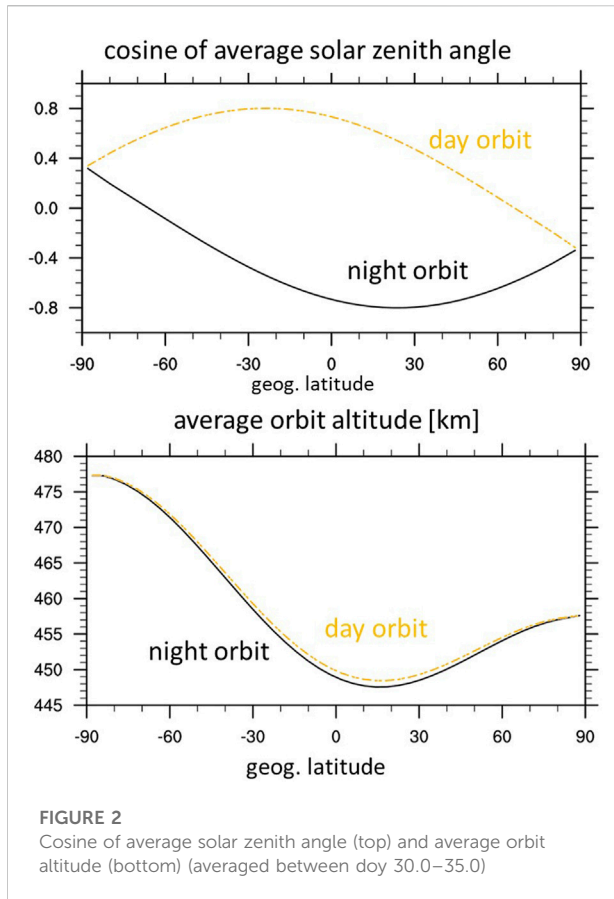 cosine of average solar zenith angle
0.8
0.4
0.0
-0.4
-0.8
day orbit
night orbit
-90 -60 -30 0 30 60 90
geog. latitude
average orbit altitude [km]
480
475
470
465
460
455
450
445
day orbit
night orbit
-90 -60 -30 0 30 60 90
geog. latitude
FIGURE 2
Cosine of average solar zenith angle (top) and average orbit
altitude (bottom) (averaged between doy 30.0–35.0)